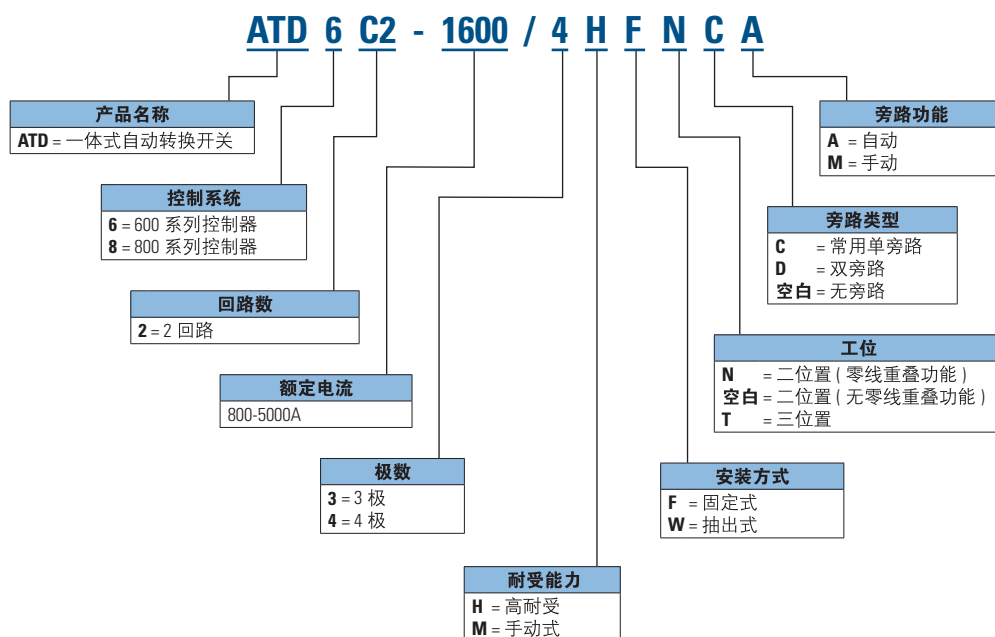 ATD 6 C2 - 1600 / 4 H F N C A
产品名称
ATD = 一体式自动转换开关
控制系统
6 = 600 系列控制器
8 = 800 系列控制器
回路数
2 = 2 回路
额定电流
800-5000A
极数
3 = 3 极
4 = 4 极
耐受能力
H = 高耐受
M = 手动式
安装方式
F = 固定式
W = 抽出式
工位
N = 二位置 ( 零线重叠功能 )
空白 = 二位置 ( 无零线重叠功能 )
T = 三位置
旁路类型
C = 常用单旁路
D = 双旁路
空白 = 无旁路
旁路功能
A = 自动
M = 手动